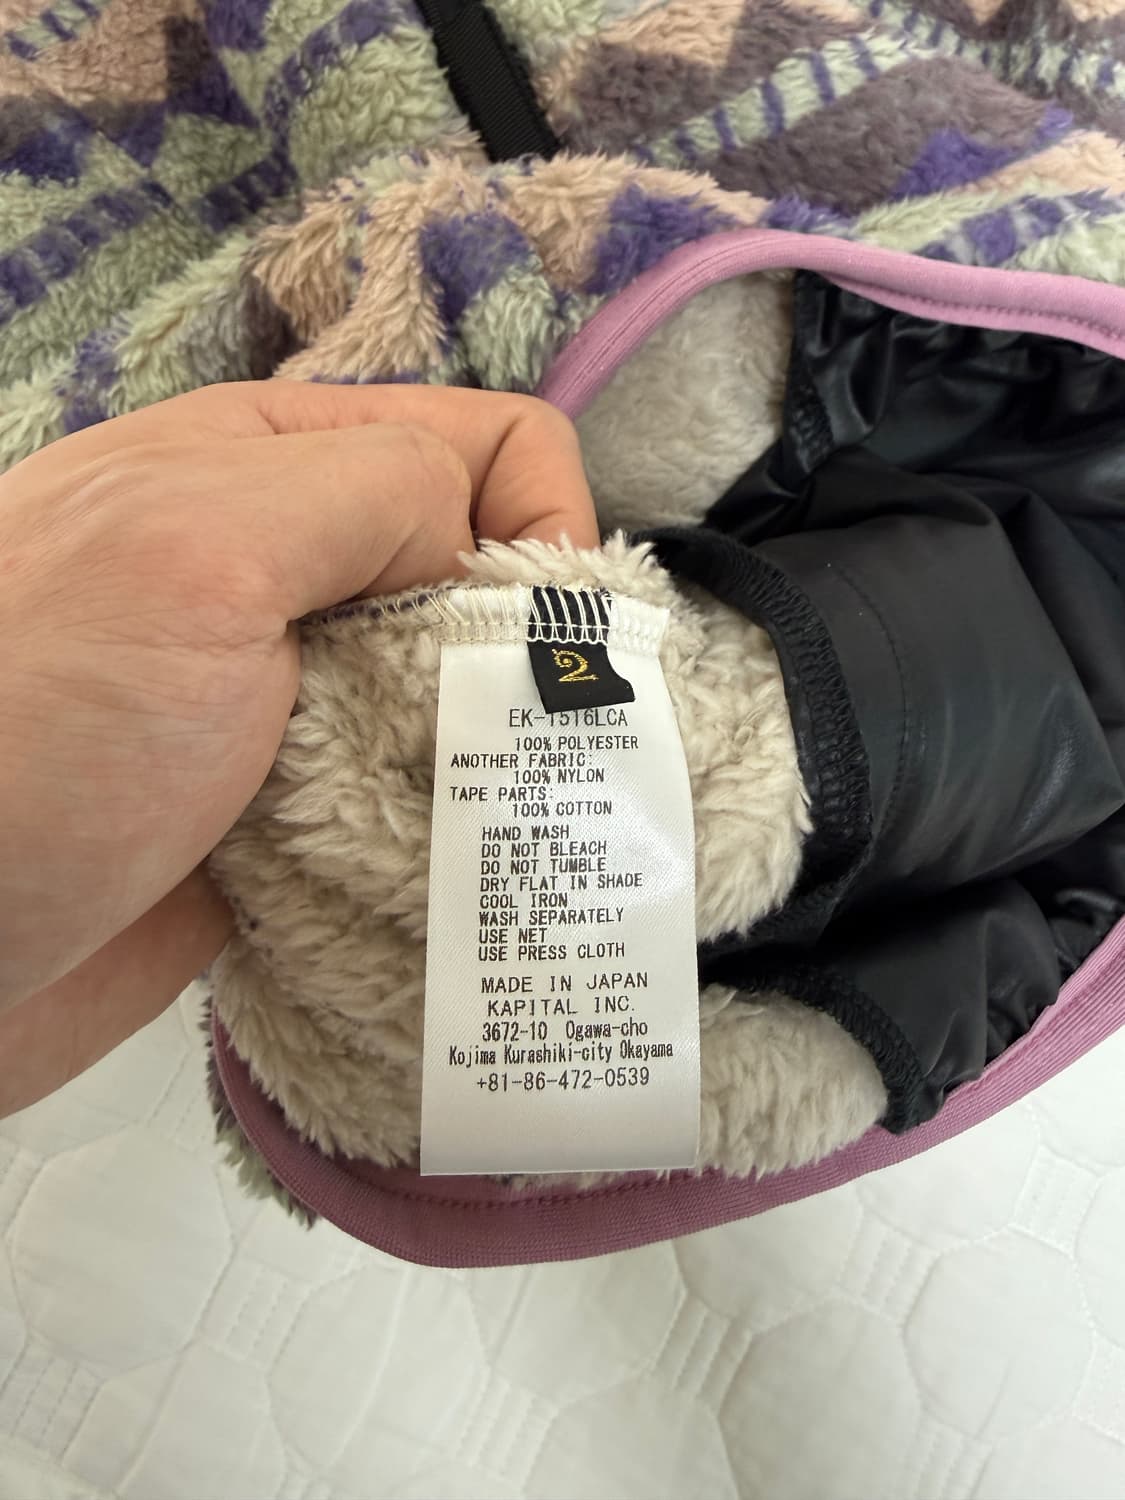 2
EK-1516LCA
100% POLYESTER
ANOTHER FABRIC:
100% NYLON
TAPE PARTS:
100% COTTON
HAND WASH
DO NOT BLEACH
DO NOT TUMBLE
DRY FLAT IN SHADE
COOL IRON
WASH SEPARATELY
USE NET
USE PRESS CLOTH
MADE IN JAPAN
KAPITAL INC.
3672-10 Ogawa-cho
Kojima Kurashiki-city Okayama
+81-86-472-0539